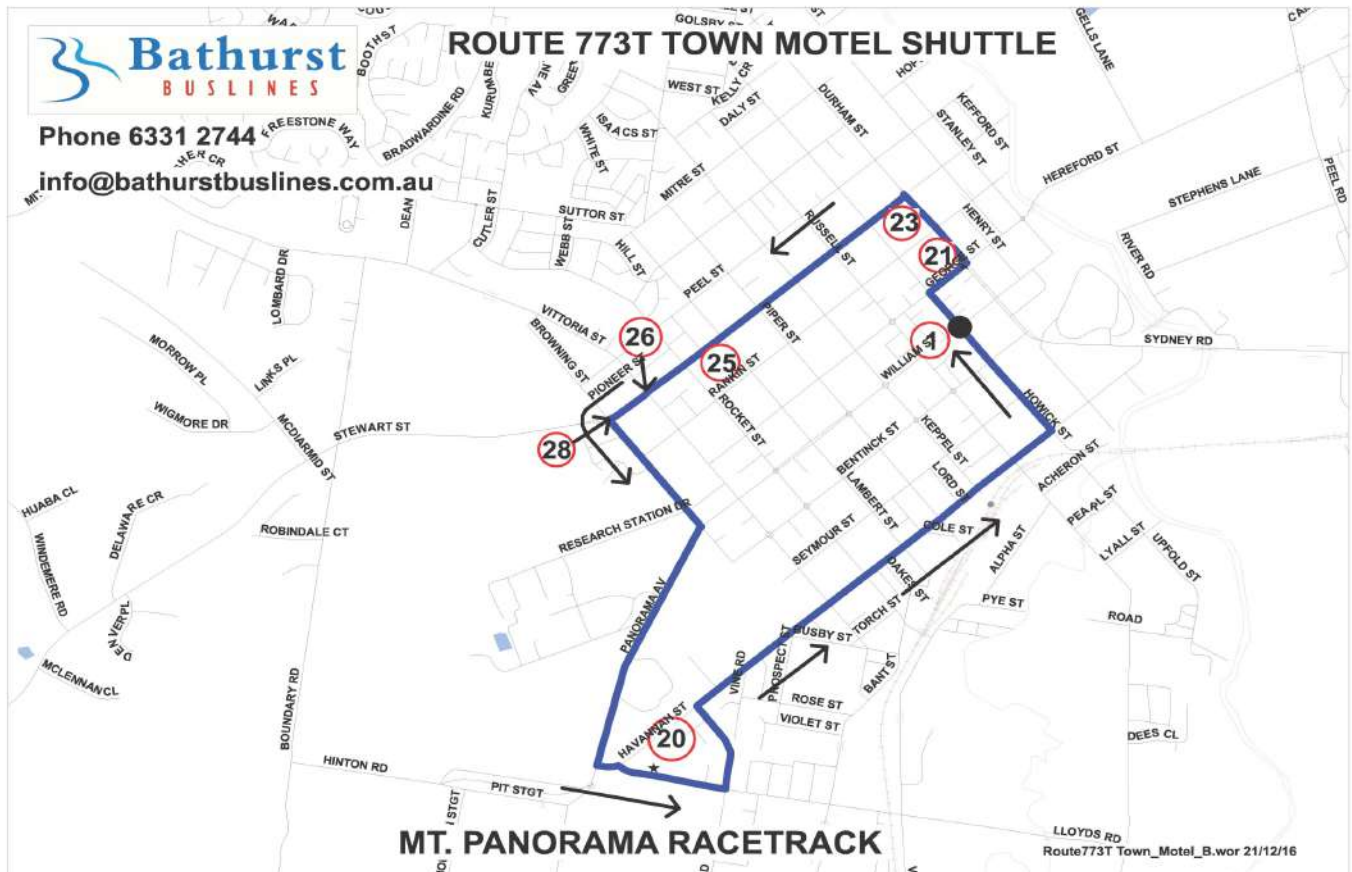 ROUTE 773T TOWN MOTEL SHUTTLE
Bathurst
BUSLINES
Phone 6331 2744
info@bathurstbuslines.com.au
BOOTH ST
GOLSBY ST
GELLS LANE
WEST ST
KELLY CR
DALY ST
DURHAM ST
KEFFORD ST
STANLEY ST
BRADWARDINE RD
FREESTONE WAY
ISAACS ST
WHITE ST
HEREFORD ST
PEEL RD
STEPHENS LANE
MITRE ST
DEAN
CUTLER ST
SUTTOR ST
WEBB ST
HILL ST
RUSSELL ST
23
HENRY ST
21
GEORGE ST
RIVER RD
LOMBARD DR
PEEL ST
PIPER ST
VITTORIA ST
BROWNING ST
26
PIONEER ST
25
RANKIN ST
1
WILLIAM ST
SYDNEY RD
MORROW PL
LINKS PL
WIGMORE DR
MCDIARMID ST
STEWART ST
ROCKET ST
HOWICK ST
28
BENTINCK ST
KEPPEL ST
LORD ST
LAMBERT ST
ACHERON ST
HUABA CL
DELAWARE CR
WINDEMERE RD
ROBINDALE CT
RESEARCH STATION DR
SEYMOUR ST
COLE ST
ALPHA ST
LYALL ST
UPFOLD ST
DENVER PL
PANORAMA AV
TORCH ST
PYE ST
ROAD
BUSBY ST
MCLENNAN CL
BOUNDARY RD
VINE RD
PROSPECT ST
BANT ST
ROSE ST
VIOLET ST
HAVANNAH ST
20
DEES CL
HINTON RD
PIT STGT
LLOYDS RD
MT. PANORAMA RACETRACK
Route773T Town_Motel_B.wor 21/12/16